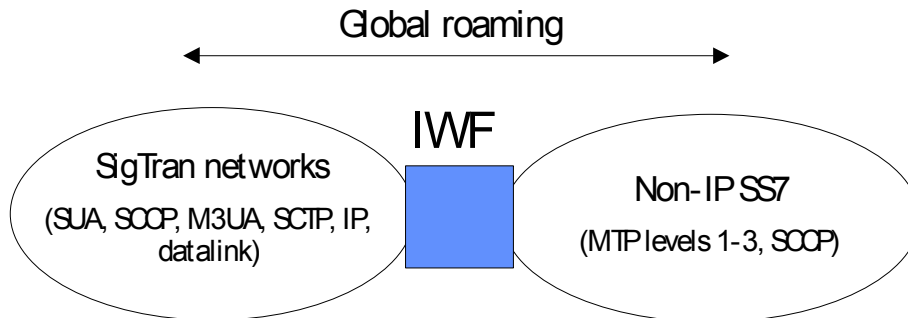 Global roaming
IWF
SigTran networks
(SUA, SCCP, M3UA, SCTP, IP,
datalink)
Non-IP SS7
(MTP levels 1-3, SCCP)